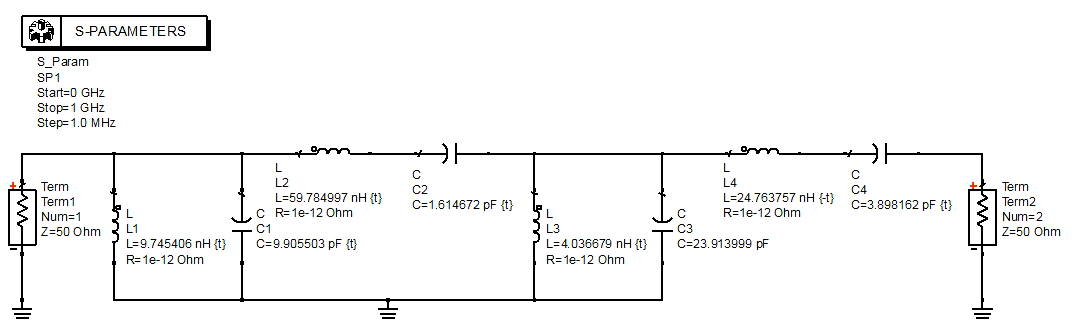 S-PARAMETERS
S_Param
SP1
Start=0 GHz
Stop=1 GHz
Step=1.0 MHz
Term
Term1
Num=1
Z=50 Ohm
L
L1
L=9.745406 nH {t}
R=1e-12 Ohm
C
C1
C=9.905503 pF {t}
L
L2
L=59.784997 nH {t}
R=1e-12 Ohm
C
C2
C=1.614672 pF {t}
L
L3
L=4.036679 nH {t}
R=1e-12 Ohm
C
C3
C=23.913999 pF
L
L4
L=24.763757 nH {-t}
R=1e-12 Ohm
C
C4
C=3.898162 pF {t}
Term
Term2
Num=2
Z=50 Ohm